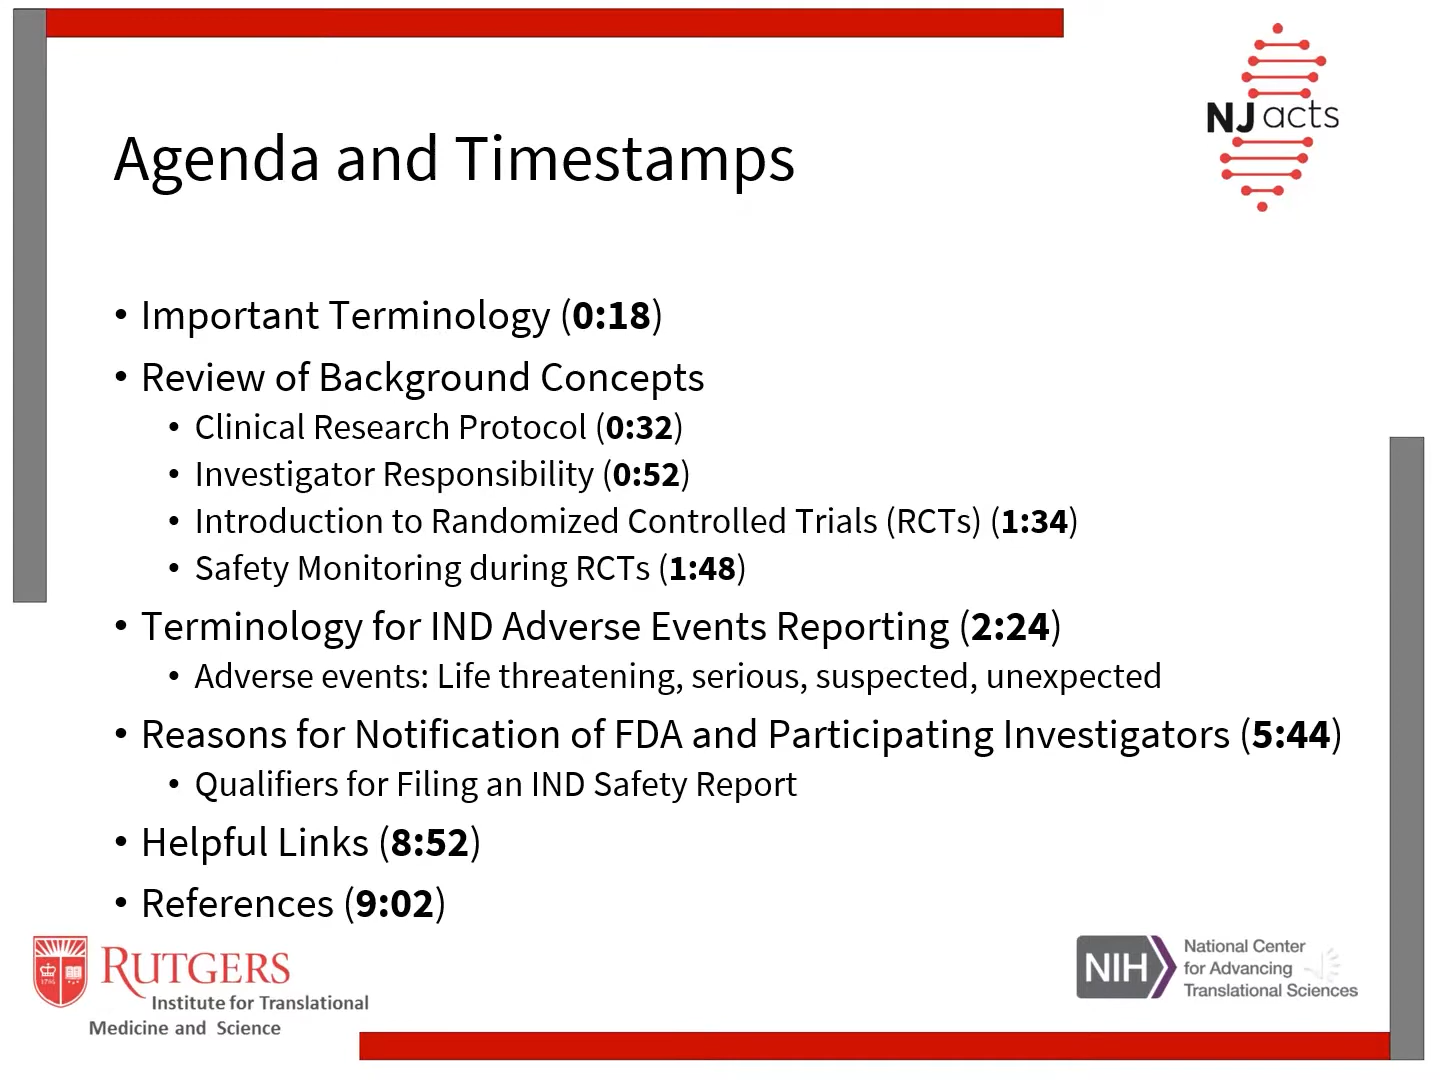 NJ acts
Agenda and Timestamps
• Important Terminology (0:18)
• Review of Background Concepts
• Clinical Research Protocol (0:32)
• Investigator Responsibility (0:52)
• Introduction to Randomized Controlled Trials (RCTs) (1:34)
• Safety Monitoring during RCTs (1:48)
• Terminology for IND Adverse Events Reporting (2:24)
• Adverse events: Life threatening, serious, suspected, unexpected
• Reasons for Notification of FDA and Participating Investigators (5:44)
• Qualifiers for Filing an IND Safety Report
• Helpful Links (8:52)
• References (9:02)
1766
RUTGERS
Institute for Translational
Medicine and Science
NIH
National Center
for Advancing
Translational Sciences